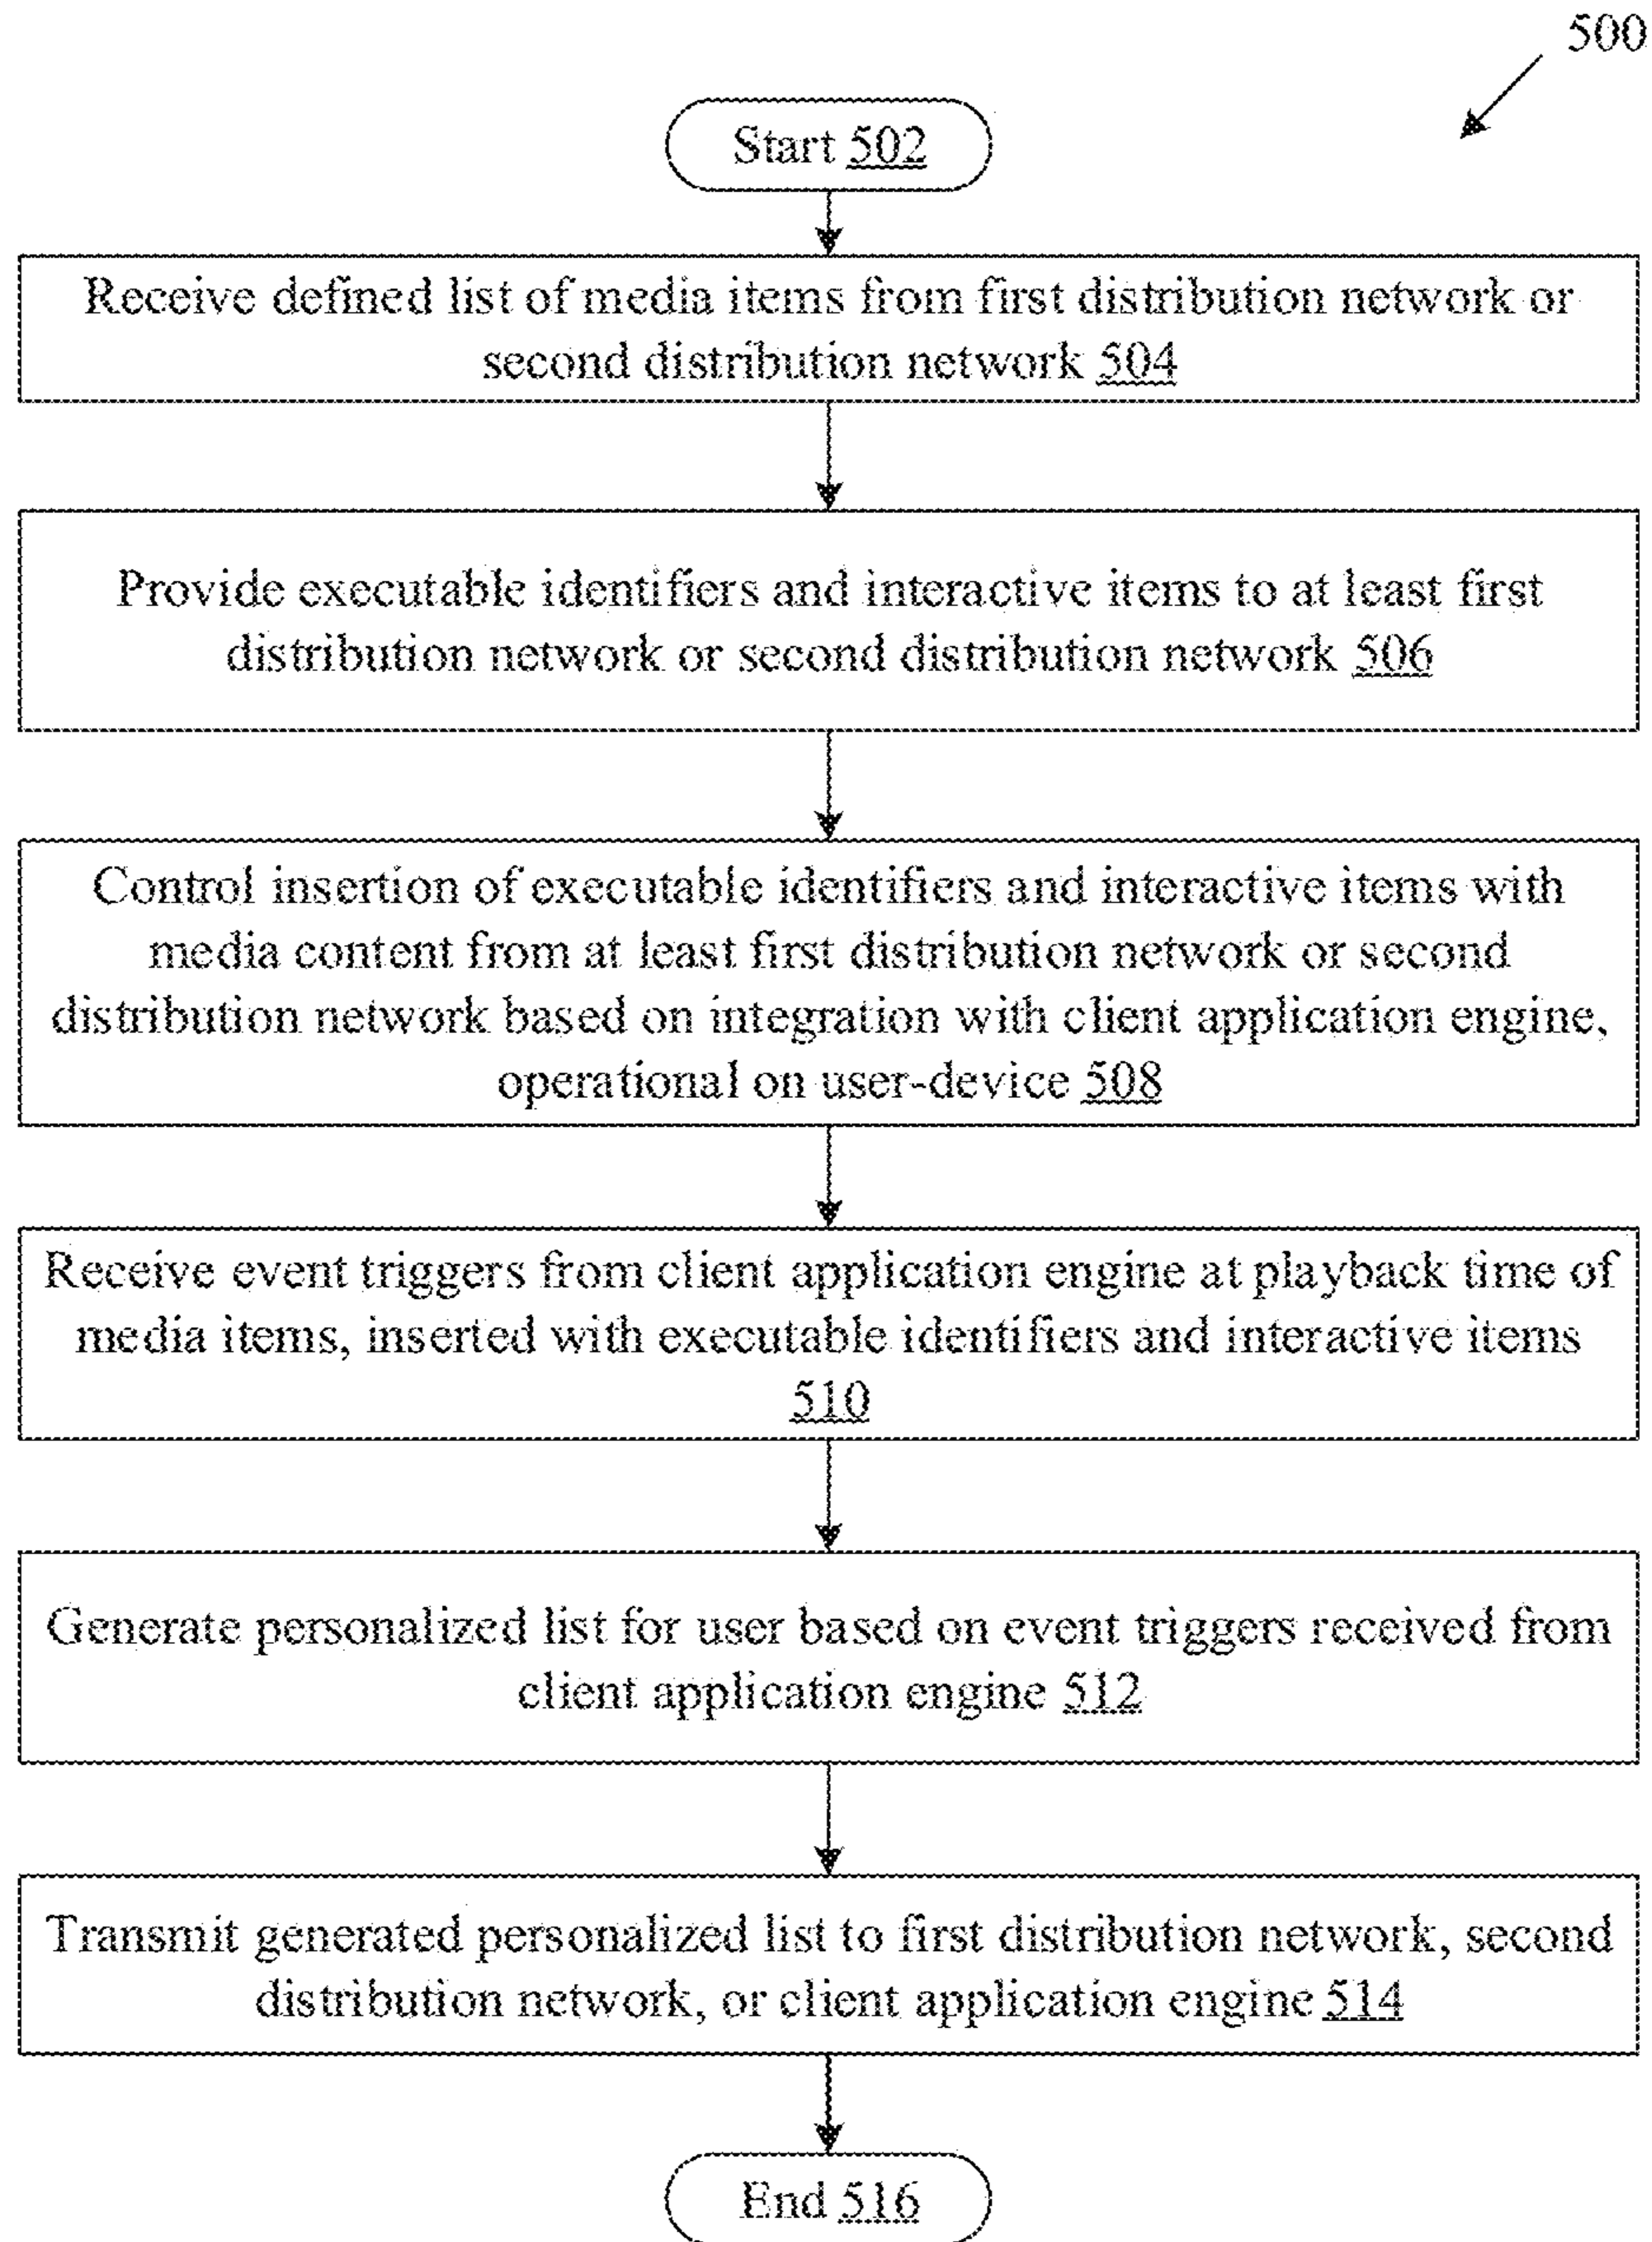 500
Start 502
Receive defined list of media items from first distribution network or
second distribution network 504
Provide executable identifiers and interactive items to at least first
distribution network or second distribution network 506
Control insertion of executable identifiers and interactive items with
media content from at least first distribution network or second
distribution network based on integration with client application engine,
operational on user-device 508
Receive event triggers from client application engine at playback time of
media items, inserted with executable identifiers and interactive items
510
Generate personalized list for user based on event triggers received from
client application engine 512
Transmit generated personalized list to first distribution network, second
distribution network, or client application engine 514
End 516